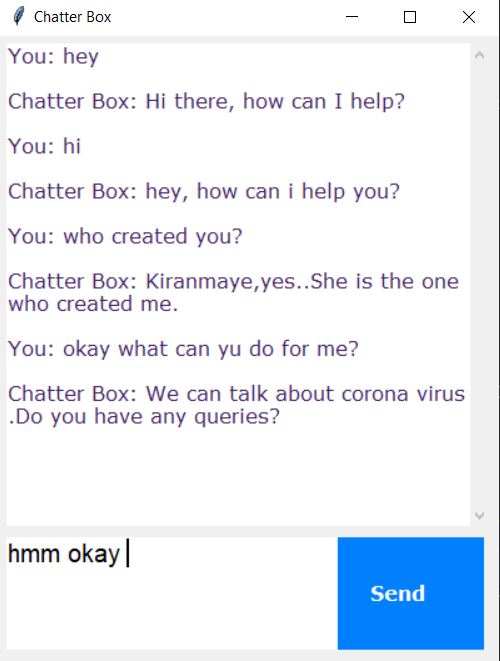 Chatter Box
You: hey
Chatter Box: Hi there, how can I help?
You: hi
Chatter Box: hey, how can i help you?
You: who created you?
Chatter Box: Kiranmaye,yes..She is the one
who created me.
You: okay what can yu do for me?
Chatter Box: We can talk about corona virus
.Do you have any queries?
hmm okay
Send